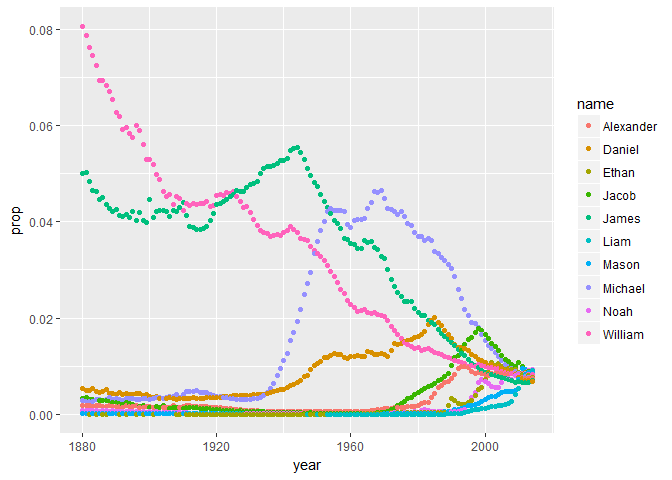 0.08
0.06
0.04
0.02
0.00
prop
1880
1920
1960
2000
year
name
Alexander
Daniel
Ethan
Jacob
James
Liam
Mason
Michael
Noah
William